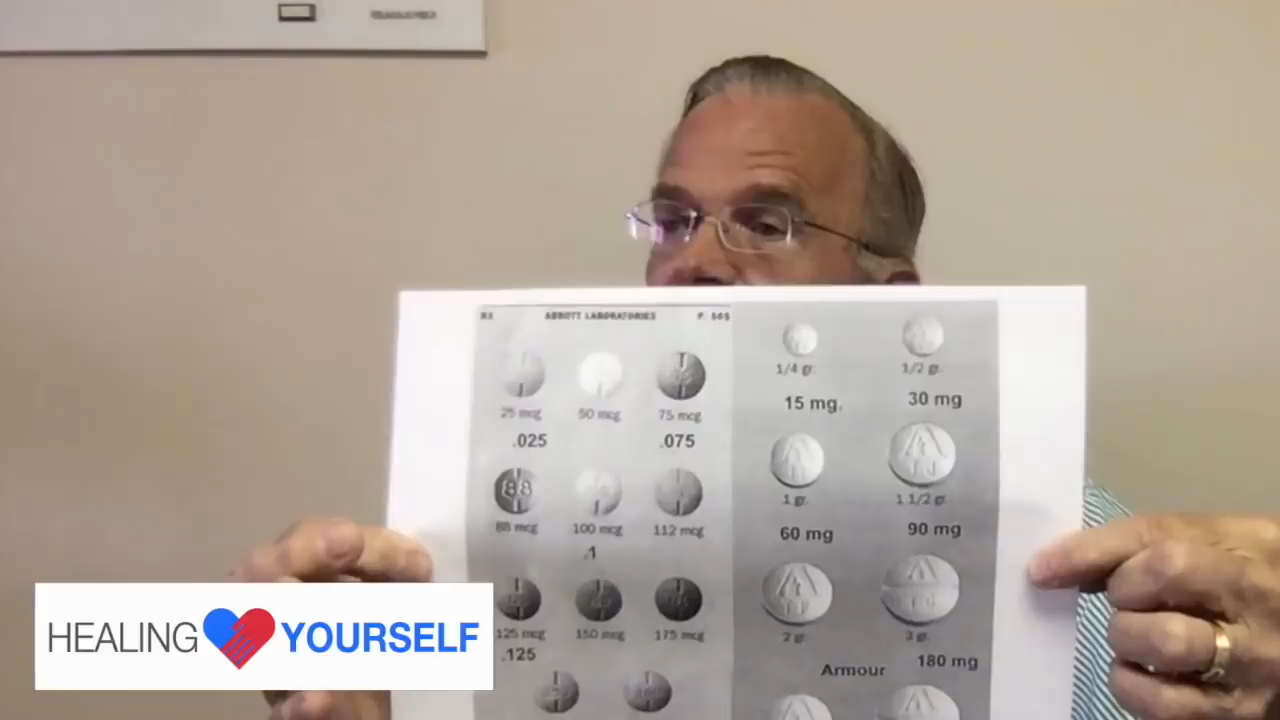 ABBOTT LABORATORIES
25 mcg
50 mcg
75 mcg
.025
.075
88
88 mcg
100 mcg
112 mcg
.1
125 mcg
150 mcg
175 mcg
.125
1/4 gr.
1/2 gr.
15 mg.
30 mg
1 gr.
1 1/2 gr.
60 mg
90 mg
2 gr.
3 gr.
Armour
180 mg
HEALING YOURSELF